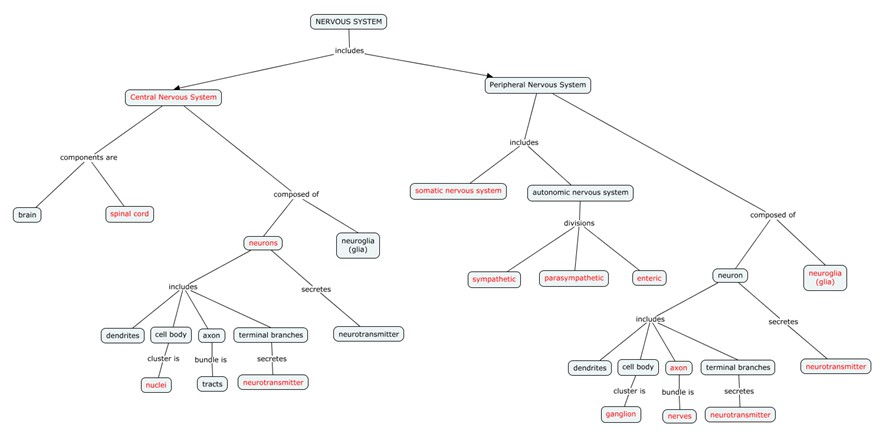 NERVOUS SYSTEM
includes
Central Nervous System
Peripheral Nervous System
components are
composed of
brain
spinal cord
neurons
neuroglia
(glia)
includes
secretes
dendrites
cell body
axon
terminal branches
neurotransmitter
cluster is
bundle is
secretes
nuclei
tracts
neurotransmitter
includes
somatic nervous system
autonomic nervous system
divisions
sympathetic
parasympathetic
enteric
composed of
neuron
neuroglia
(glia)
includes
secretes
dendrites
cell body
axon
terminal branches
neurotransmitter
cluster is
bundle is
secretes
ganglion
nerves
neurotransmitter